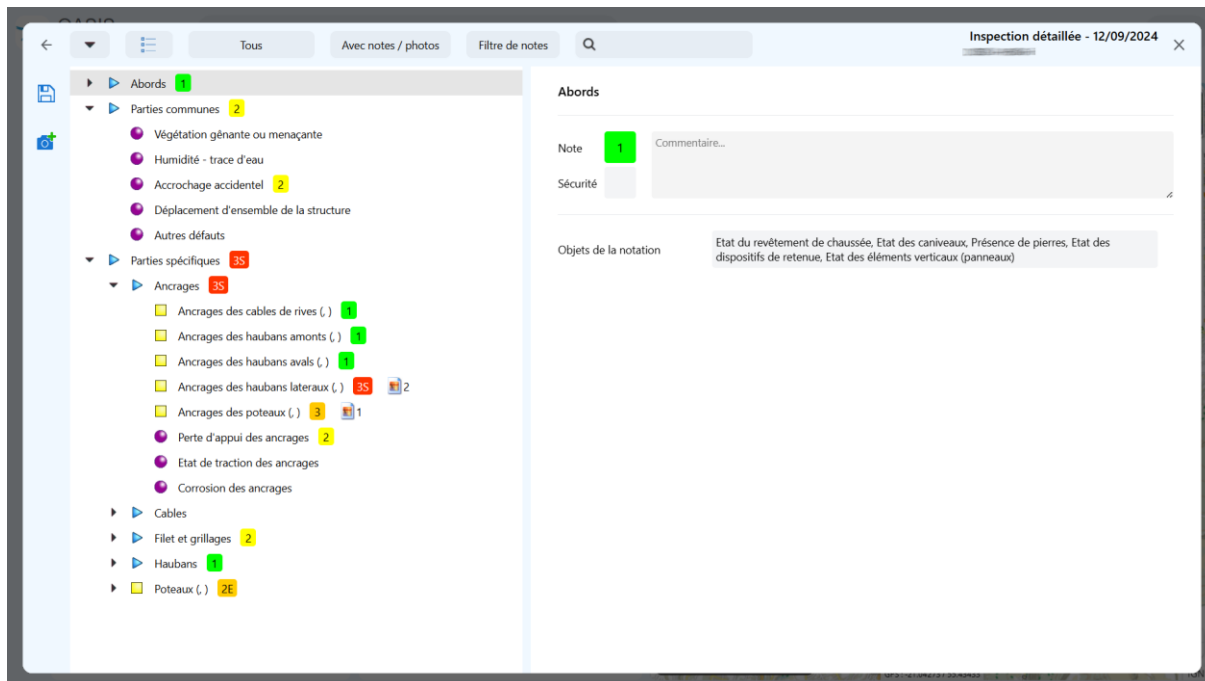 Tous
Avec notes / photos
Filtre de notes
Inspection détaillée - 12/09/2024
Abords 1
Parties communes 2
Végétation gênante ou menaçante
Humidité - trace d'eau
Accrochage accidentel 2
Déplacement d'ensemble de la structure
Autres défauts
Parties spécifiques 3S
Ancrages 3S
Ancrages des cables de rives (, ) 1
Ancrages des haubans amonts (, ) 1
Ancrages des haubans avals (, ) 1
Ancrages des haubans lateraux (, ) 3S 2
Ancrages des poteaux (, ) 3 1
Perte d'appui des ancrages 2
Etat de traction des ancrages
Corrosion des ancrages
Cables
Filet et grillages 2
Haubans 1
Poteaux (, ) 2E
Abords
Note 1 Commentaire...
Sécurité
Objets de la notation
Etat du revêtement de chaussée, Etat des caniveaux, Présence de pierres, Etat des
dispositifs de retenue, Etat des éléments verticaux (panneaux)